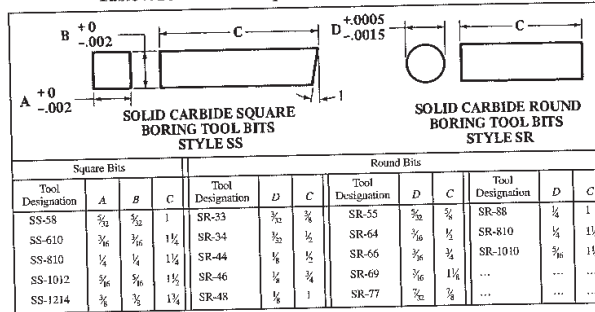 B +0
-.002
C
D +.0005
-.0015
C
A +0
-.002
1
SOLID CARBIDE SQUARE
BORING TOOL BITS
STYLE SS
SOLID CARBIDE ROUND
BORING TOOL BITS
STYLE SR
Square Bits Round Bits
Tool Designation A B C Tool Designation D C Tool Designation D C Tool Designation D C
SS-58 5/32 5/32 1 SR-33 3/32 3/8 SR-55 5/32 5/8 SR-88 1/4 1
SS-610 3/16 3/16 1 1/4 SR-34 3/32 1/2 SR-64 3/16 1/2 SR-810 1/4
SS-810 1/4 1/4 1 1/4 SR-44 1/8 1/2 SR-66 3/16 3/4 SR-1010 5/16
SS-1012 5/16 5/16 1 1/2 SR-46 1/8 3/4 SR-69 3/16 1 1/8 ... ... ...
SS-1214 3/8 3/8 1 3/4 SR-48 1/8 1 SR-77 7/32 7/8 ... ... ...